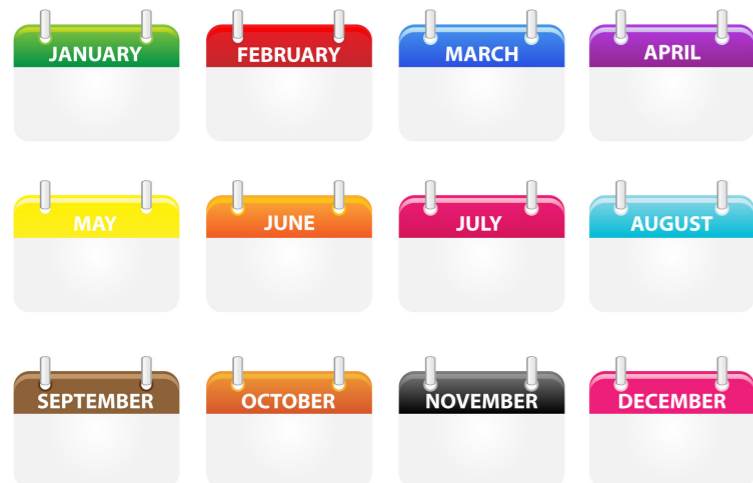 JANUARY
FEBRUARY
MARCH
APRIL
MAY
JUNE
JULY
AUGUST
SEPTEMBER
OCTOBER
NOVEMBER
DECEMBER